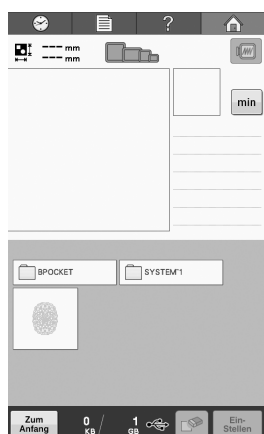 ?
--- mm
--- mm
min
BPOCKET
SYSTEM~1
Zum
Anfang
0
KB
/
1
GB
Ein-
Stellen